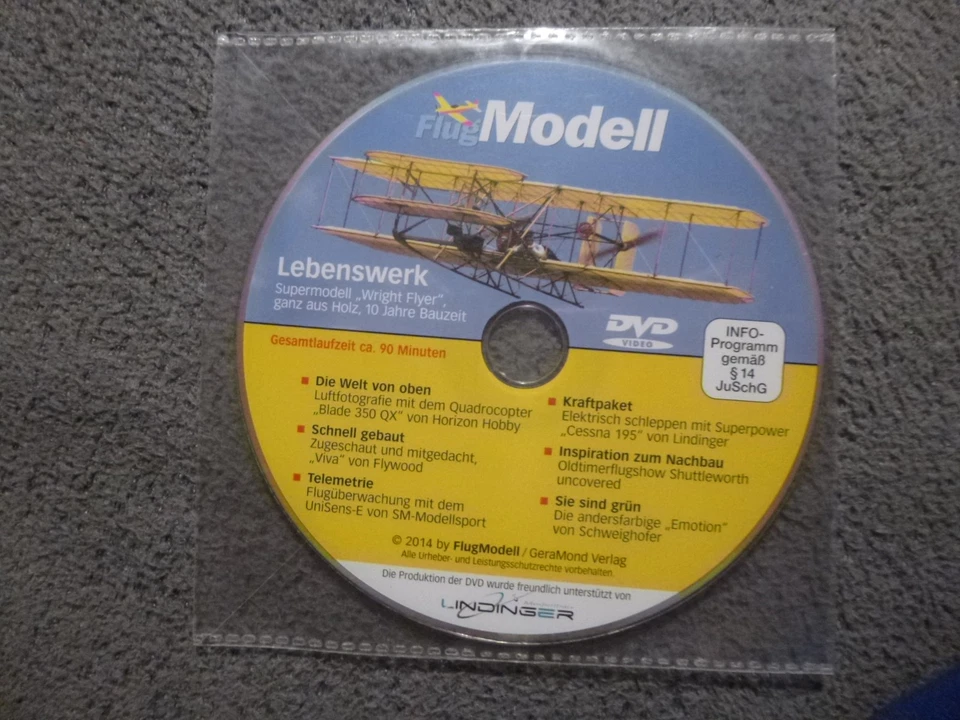 FlugModell
Lebenswerk
Supermodell „Wright Flyer",
ganz aus Holz, 10 Jahre Bauzeit
DVD
VIDEO
INFO-
Programm
gemäß
§ 14
JuSchG
Gesamtlaufzeit ca. 90 Minuten
Die Welt von oben
Luftfotografie mit dem Quadrocopter
„Blade 350 QX" von Horizon Hobby
Schnell gebaut
Zugeschaut und mitgedacht,
„Viva" von Flywood
Telemetrie
Flugüberwachung mit dem
UniSens-E von SM-Modellsport
Kraftpaket
Elektrisch schleppen mit Superpower
„Cessna 195" von Lindinger
Inspiration zum Nachbau
Oldtimerflugshow Shuttleworth
uncovered
Sie sind grün
Die andersfarbige „Emotion"
von Schweighofer
© 2014 by FlugModell / GeraMond Verlag
Alle Urheber- und Leistungsschutzrechte vorbehalten.
Die Produktion der DVD wurde freundlich unterstützt von
LINDINGER